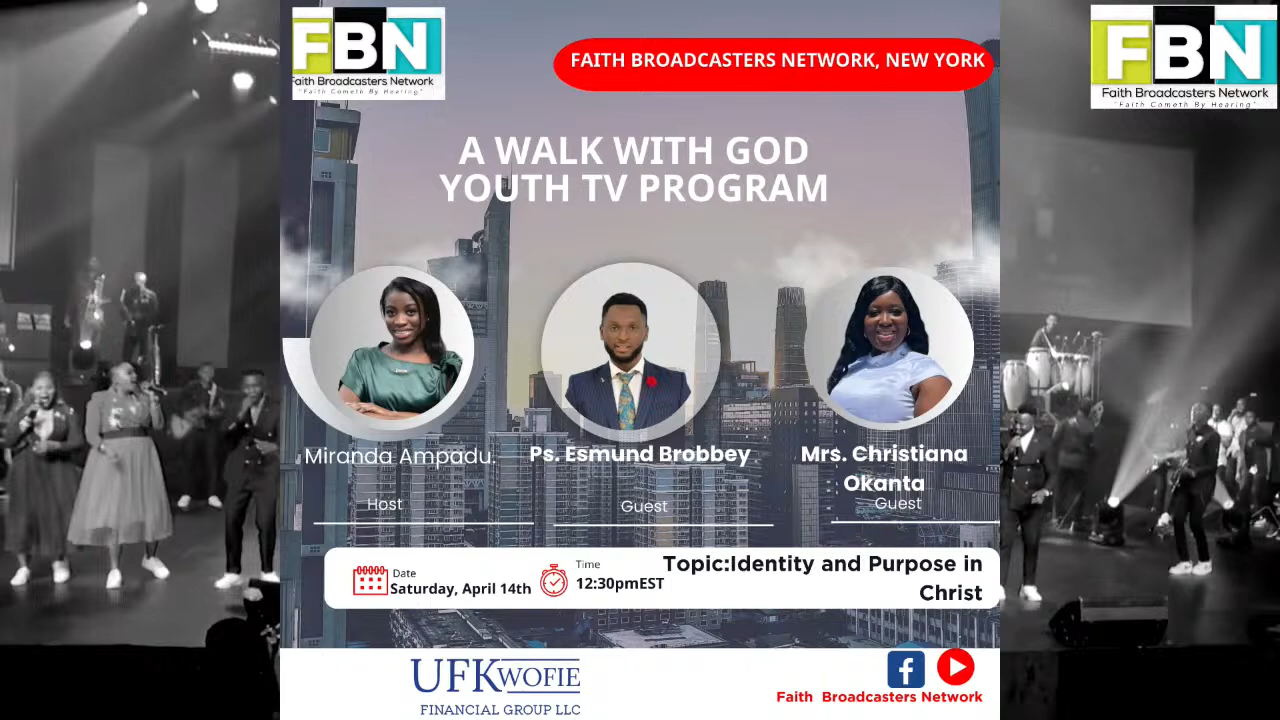 FBN
Faith Broadcasters Network
"Faith Cometh By Hearing"
FAITH BROADCASTERS NETWORK, NEW YORK
FBN
Faith Broadcasters Network
"Faith Cometh By Hearing"
A WALK WITH GOD
YOUTH TV PROGRAM
Miranda Ampadu.
Host
Ps. Esmund Brobbey
Guest
Mrs. Christiana
Okanta
Guest
Date
Saturday, April 14th
Time
12:30pmEST
Topic:Identity and Purpose in
Christ
UFKWOFIE
FINANCIAL GROUP LLC
Faith Broadcasters Network